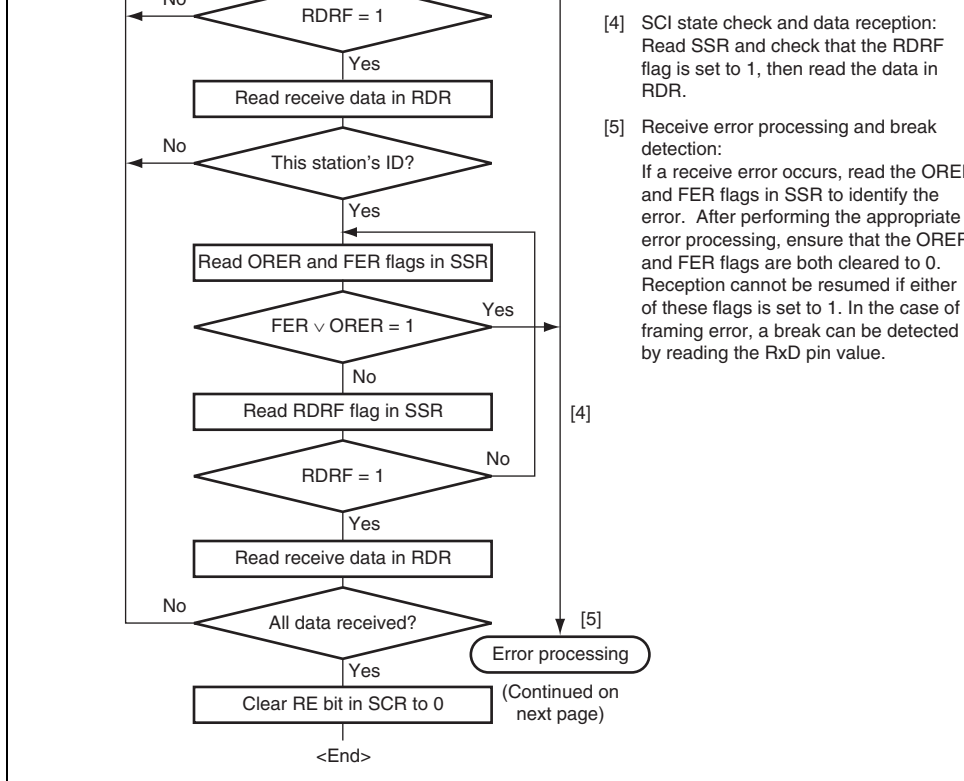 No
RDRF = 1
Yes
Read receive data in RDR
No
This station's ID?
Yes
Read ORER and FER flags in SSR
Yes
FER ∨ ORER = 1
No
Read RDRF flag in SSR
[4]
No
RDRF = 1
Yes
Read receive data in RDR
No
All data received?
[5]
Error processing
Yes
(Continued on
next page)
Clear RE bit in SCR to 0
<End>
[4] SCI state check and data reception:
Read SSR and check that the RDRF
flag is set to 1, then read the data in
RDR.
[5] Receive error processing and break
detection:
If a receive error occurs, read the ORER
and FER flags in SSR to identify the
error. After performing the appropriate
error processing, ensure that the ORER
and FER flags are both cleared to 0.
Reception cannot be resumed if either
of these flags is set to 1. In the case of
framing error, a break can be detected
by reading the RxD pin value.